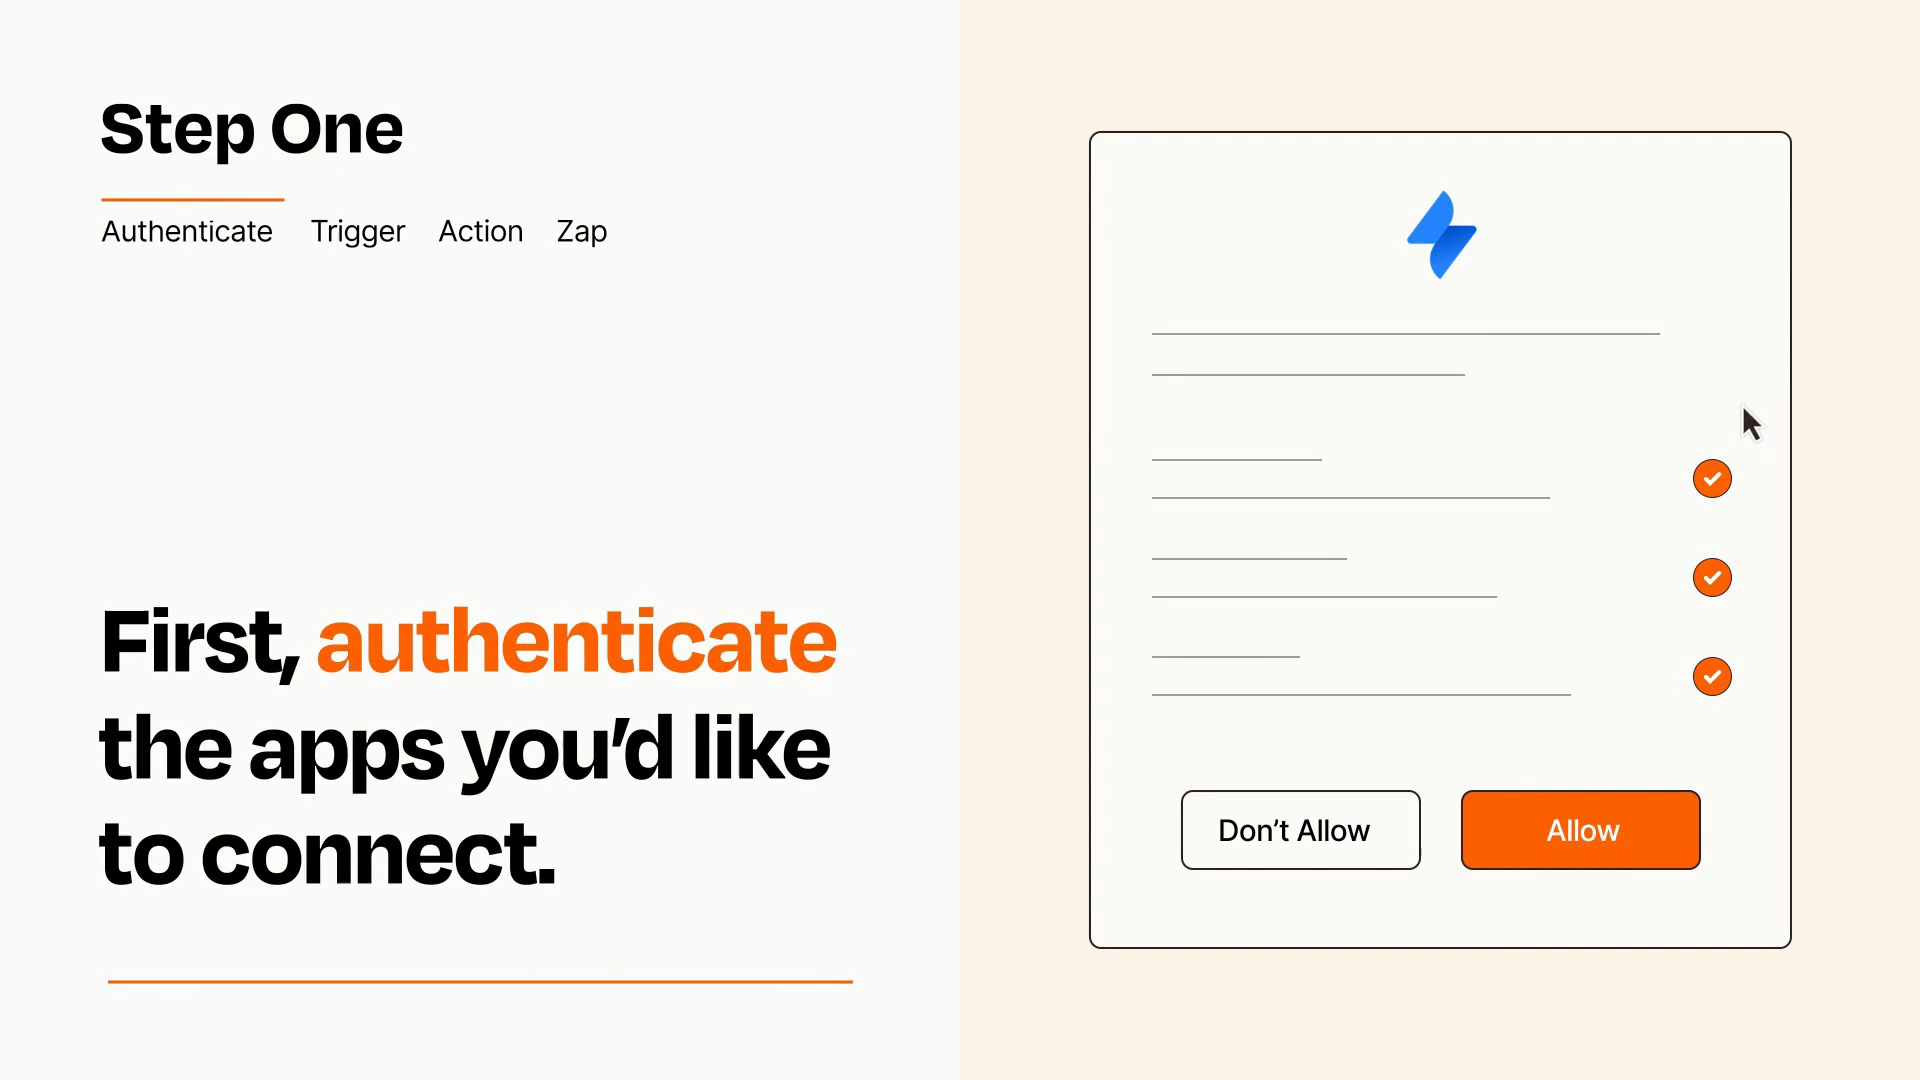 Step One
Authenticate Trigger Action Zap
First, authenticate
the apps you’d like
to connect.
Don’t Allow Allow